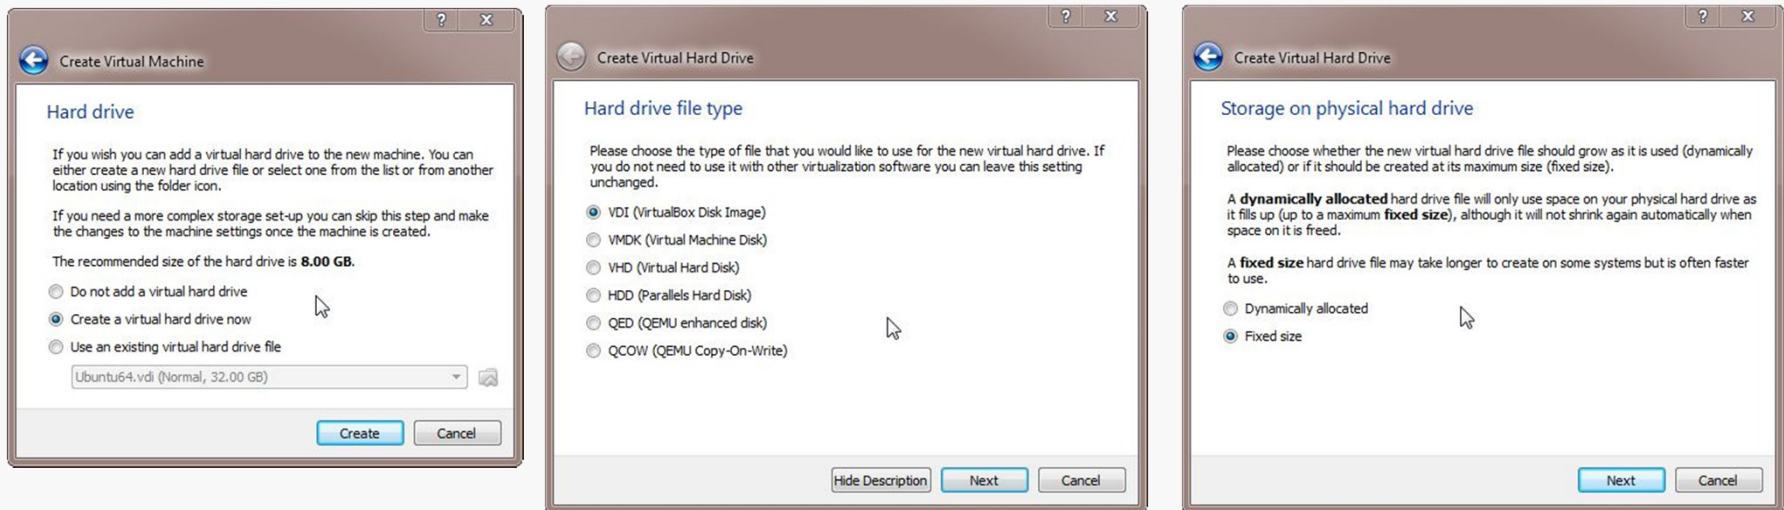 ?
x
Create Virtual Machine
Hard drive
If you wish you can add a virtual hard drive to the new machine. You can
either create a new hard drive file or select one from the list or from another
location using the folder icon.
If you need a more complex storage set-up you can skip this step and make
the changes to the machine settings once the machine is created.
The recommended size of the hard drive is 8.00 GB.
Do not add a virtual hard drive
Create a virtual hard drive now
Use an existing virtual hard drive file
Ubuntu64.vdi (Normal, 32.00 GB)
Create
Cancel
?
x
Create Virtual Hard Drive
Hard drive file type
Please choose the type of file that you would like to use for the new virtual hard drive. If
you do not need to use it with other virtualization software you can leave this setting
unchanged.
VDI (VirtualBox Disk Image)
VMDK (Virtual Machine Disk)
VHD (Virtual Hard Disk)
HDD (Parallels Hard Disk)
QED (QEMU enhanced disk)
QCOW (QEMU Copy-On-Write)
Hide Description
Next
Cancel
?
x
Create Virtual Hard Drive
Storage on physical hard drive
Please choose whether the new virtual hard drive file should grow as it is used (dynamically
allocated) or if it should be created at its maximum size (fixed size).
A dynamically allocated hard drive file will only use space on your physical hard drive as
it fills up (up to a maximum fixed size), although it will not shrink again automatically when
space on it is freed.
A fixed size hard drive file may take longer to create on some systems but is often faster
to use.
Dynamically allocated
Fixed size
Next
Cancel